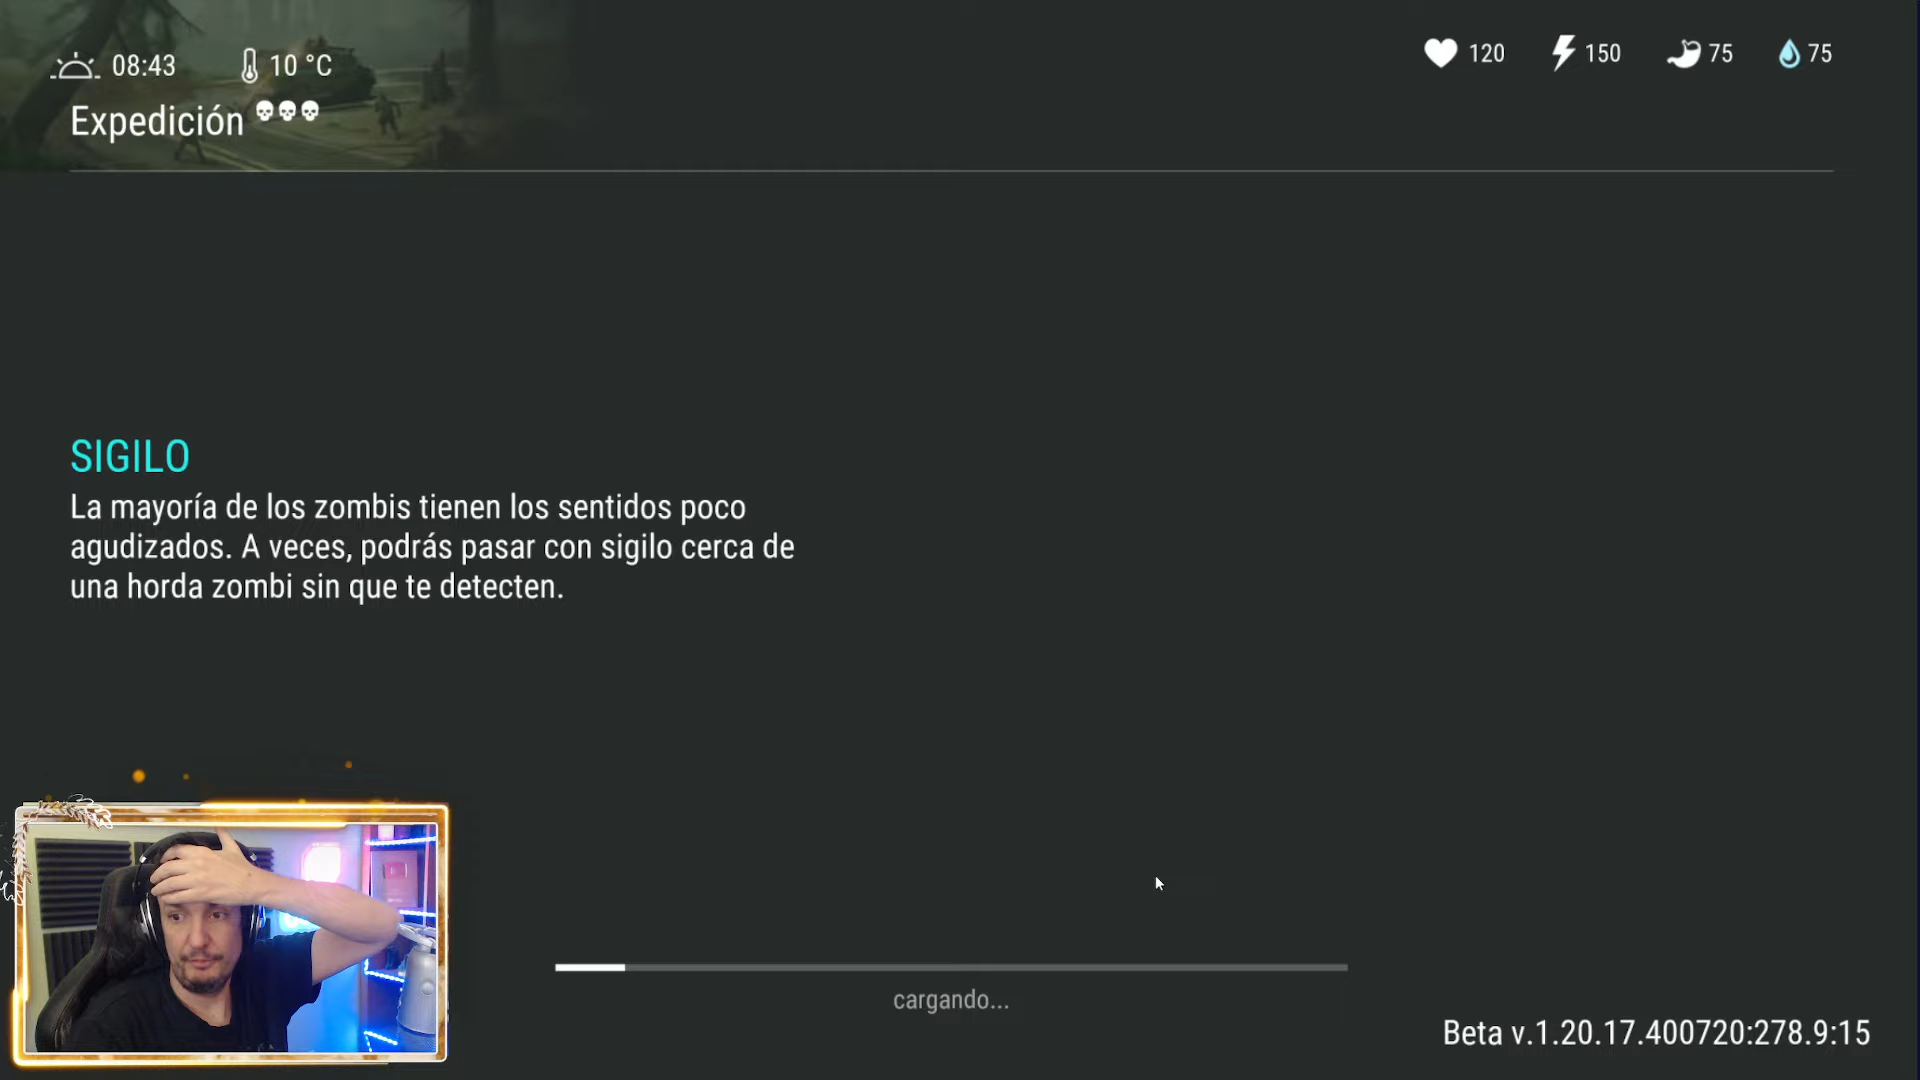 08:43
10 °C
120
150
75
75
Expedición
SIGILO
La mayoría de los zombis tienen los sentidos poco
agudizados. A veces, podrás pasar con sigilo cerca de
una horda zombi sin que te detecten.
cargando...
Beta v.1.20.17.400720:278.9:15